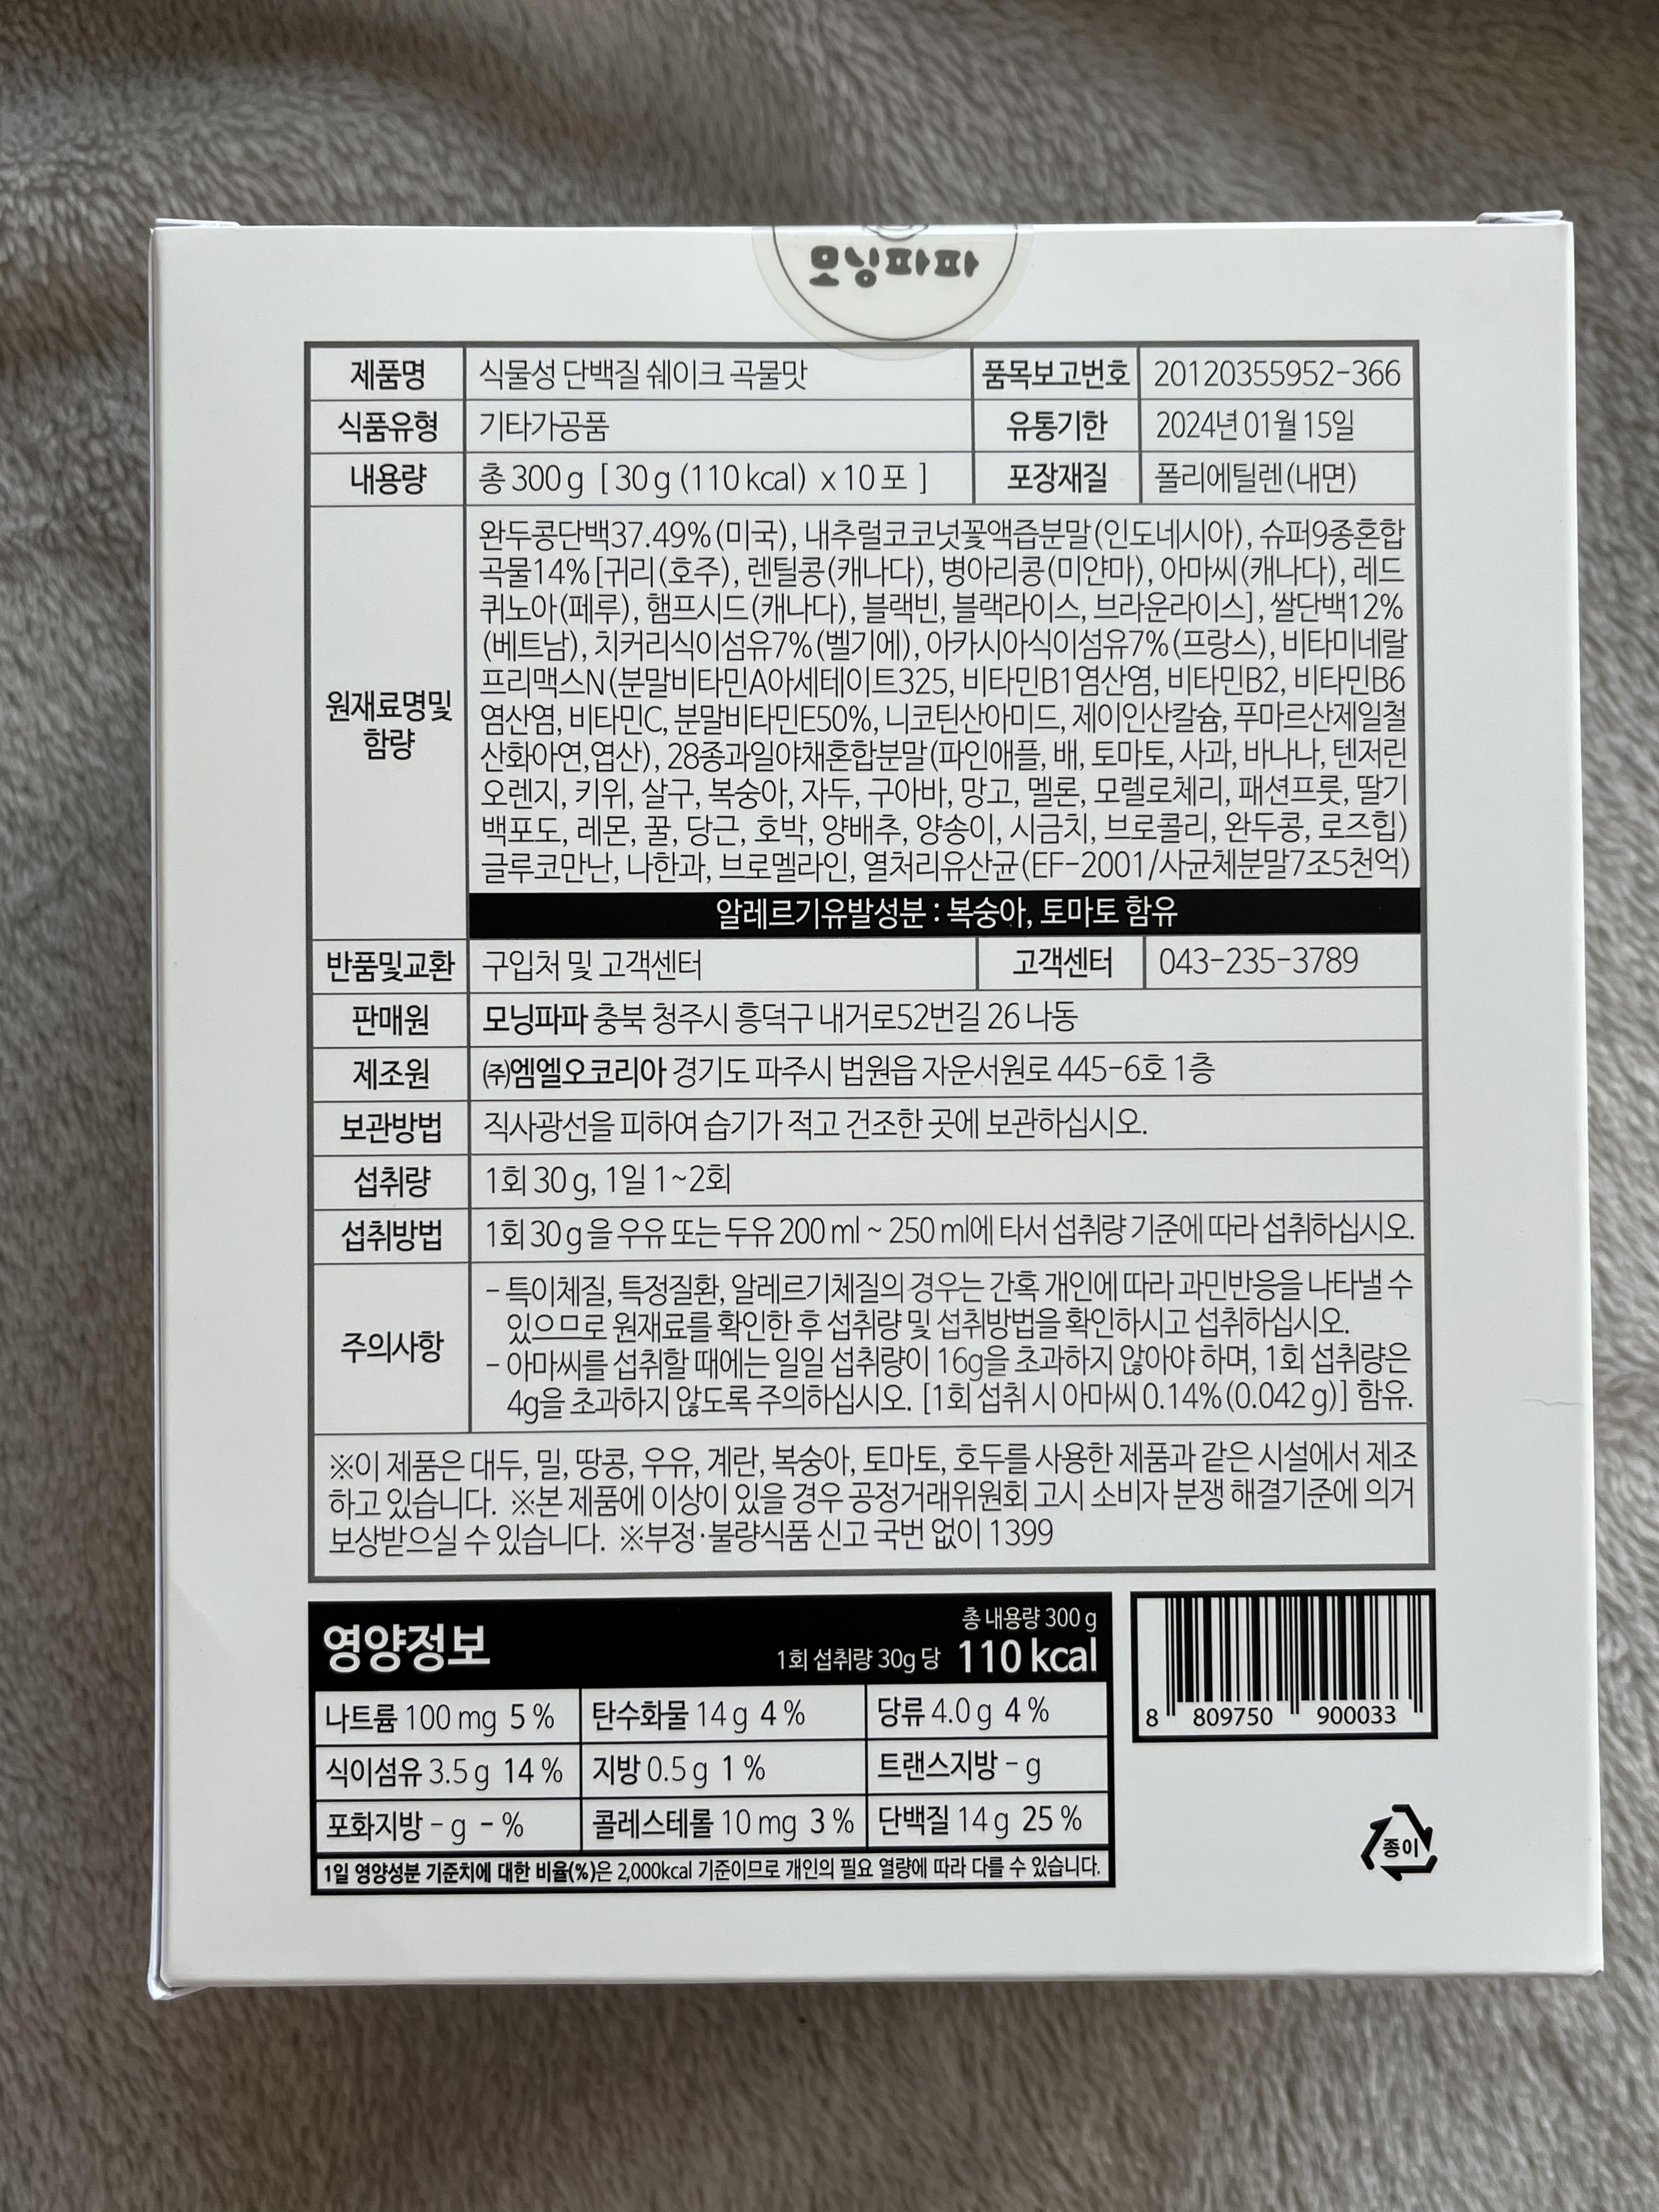 모닝파파
제품명 식물성 단백질 쉐이크 곡물맛 품목보고번호 20120355952-366
식품유형 기타가공품 유통기한 2024년 01월 15일
내용량 총 300 g [ 30 g (110 kcal) x 10 포 ] 포장재질 폴리에틸렌(내면)
원재료명및
함량
완두콩단백37.49%(미국), 내추럴코코넛꽃액즙분말(인도네시아), 슈퍼9종혼합
곡물14%[귀리(호주), 렌틸콩(캐나다), 병아리콩(미얀마), 아마씨(캐나다), 레드
퀴노아(페루), 햄프시드(캐나다), 블랙빈, 블랙라이스, 브라운라이스], 쌀단백12%
(베트남), 치커리식이섬유7%(벨기에), 아카시아식이섬유7%(프랑스), 비타미네랄
프리맥스N(분말비타민A아세테이트325, 비타민B1염산염, 비타민B2, 비타민B6
염산염, 비타민C, 분말비타민E50%, 니코틴산아미드, 제이인산칼슘, 푸마르산제일철
산화아연,엽산), 28종과일야채혼합분말(파인애플, 배, 토마토, 사과, 바나나, 텐저린
오렌지, 키위, 살구, 복숭아, 자두, 구아바, 망고, 멜론, 모렐로체리, 패션프룻, 딸기
백포도, 레몬, 꿀, 당근, 호박, 양배추, 양송이, 시금치, 브로콜리, 완두콩, 로즈힙)
글루코만난, 나한과, 브로멜라인, 열처리유산균(EF-2001/사균체분말7조5천억)
알레르기유발성분 : 복숭아, 토마토 함유
반품및교환 구입처 및 고객센터 고객센터 043-235-3789
판매원 모닝파파 충북 청주시 흥덕구 내거로52번길 26 나동
제조원 ㈜엠엘오코리아 경기도 파주시 법원읍 자운서원로 445-6호 1층
보관방법 직사광선을 피하여 습기가 적고 건조한 곳에 보관하십시오.
섭취량 1회 30 g, 1일 1~2회
섭취방법 1회 30 g 을 우유 또는 두유 200 ml ~ 250 ml에 타서 섭취량 기준에 따라 섭취하십시오.
주의사항
- 특이체질, 특정질환, 알레르기체질의 경우는 간혹 개인에 따라 과민반응을 나타낼 수
있으므로 원재료를 확인한 후 섭취량 및 섭취방법을 확인하시고 섭취하십시오.
- 아마씨를 섭취할 때에는 일일 섭취량이 16g을 초과하지 않아야 하며, 1회 섭취량은
4g을 초과하지 않도록 주의하십시오. [1회 섭취 시 아마씨 0.14% (0.042 g)] 함유.
※이 제품은 대두, 밀, 땅콩, 우유, 계란, 복숭아, 토마토, 호두를 사용한 제품과 같은 시설에서 제조
하고 있습니다. ※본 제품에 이상이 있을 경우 공정거래위원회 고시 소비자 분쟁 해결기준에 의거
보상받으실 수 있습니다. ※부정·불량식품 신고 국번 없이 1399
영양정보
총 내용량 300 g
1회 섭취량 30g 당 110 kcal
나트륨 100 mg 5 % 탄수화물 14 g 4 % 당류 4.0 g 4 %
식이섬유 3.5 g 14 % 지방 0.5 g 1 % 트랜스지방 - g
포화지방 - g - % 콜레스테롤 10 mg 3 % 단백질 14 g 25 %
1일 영양성분 기준치에 대한 비율(%)은 2,000kcal 기준이므로 개인의 필요 열량에 따라 다를 수 있습니다.
8 809750 900033
종이